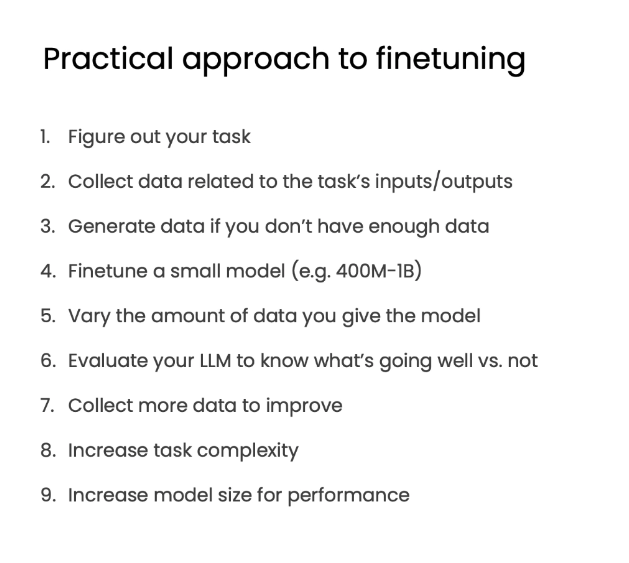 Practical approach to finetuning
1. Figure out your task
2. Collect data related to the task's inputs/outputs
3. Generate data if you don't have enough data
4. Finetune a small model (e.g. 400M-1B)
5. Vary the amount of data you give the model
6. Evaluate your LLM to know what's going well vs. not
7. Collect more data to improve
8. Increase task complexity
9. Increase model size for performance